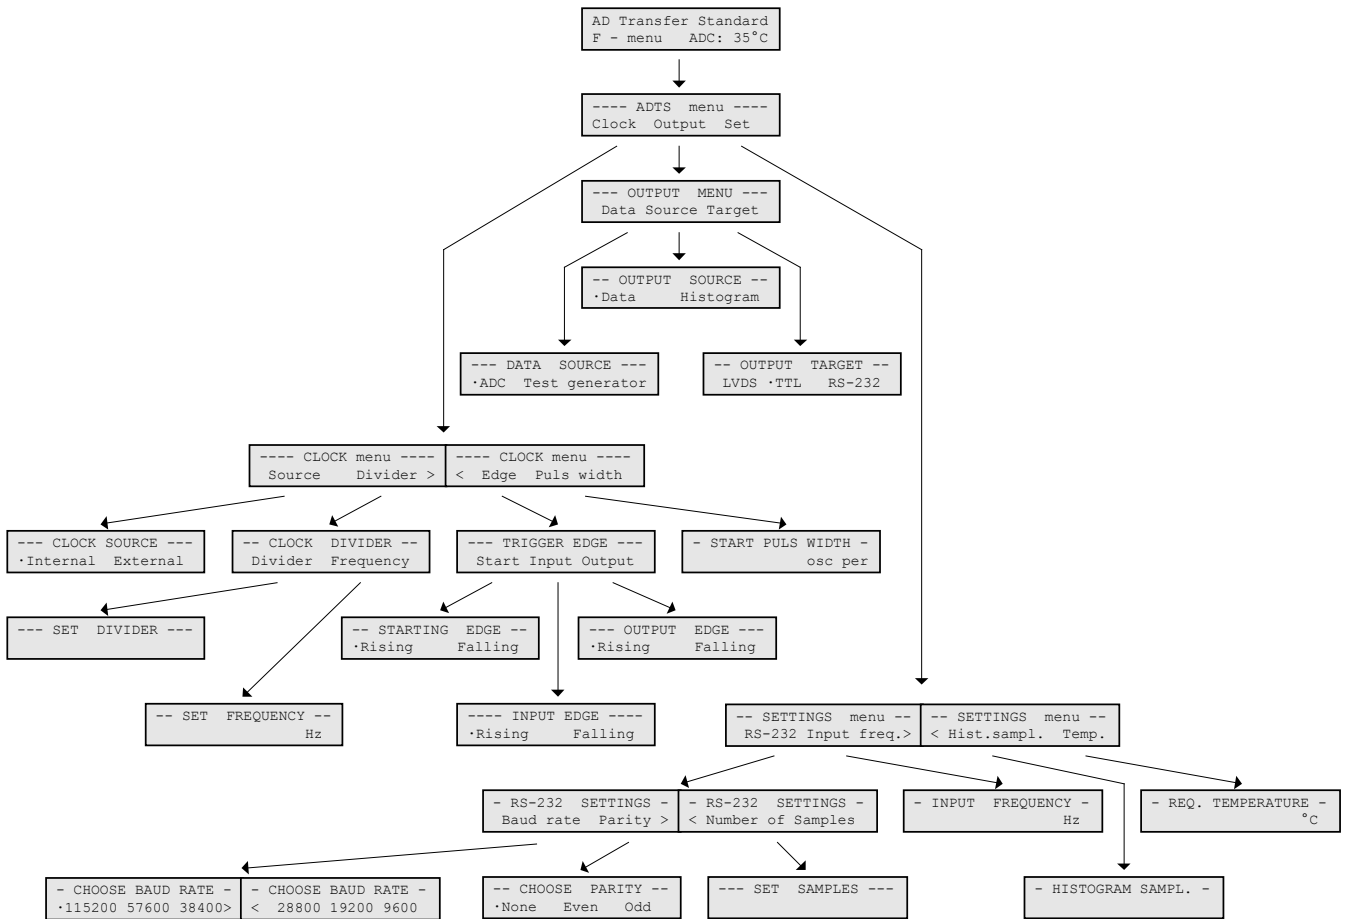 AD Transfer Standard
F - menu ADC: 35°C
---- ADTS menu ----
Clock Output Set
--- OUTPUT MENU ---
Data Source Target
-- OUTPUT SOURCE --
·Data Histogram
--- DATA SOURCE ---
·ADC Test generator
-- OUTPUT TARGET --
LVDS ·TTL RS-232
---- CLOCK menu ----
Source Divider >
---- CLOCK menu ----
< Edge Puls width
--- CLOCK SOURCE ---
·Internal External
-- CLOCK DIVIDER --
Divider Frequency
--- TRIGGER EDGE ---
Start Input Output
- START PULS WIDTH -
osc per
--- SET DIVIDER ---
-- STARTING EDGE --
·Rising Falling
--- OUTPUT EDGE ---
·Rising Falling
-- SET FREQUENCY --
Hz
---- INPUT EDGE ----
·Rising Falling
-- SETTINGS menu --
RS-232 Input freq.>
-- SETTINGS menu --
< Hist.sampl. Temp.
- RS-232 SETTINGS -
Baud rate Parity >
- RS-232 SETTINGS -
< Number of Samples
- INPUT FREQUENCY -
Hz
- REQ. TEMPERATURE -
°C
- CHOOSE BAUD RATE -
·115200 57600 38400>
- CHOOSE BAUD RATE -
< 28800 19200 9600
-- CHOOSE PARITY --
·None Even Odd
--- SET SAMPLES ---
- HISTOGRAM SAMPL. -